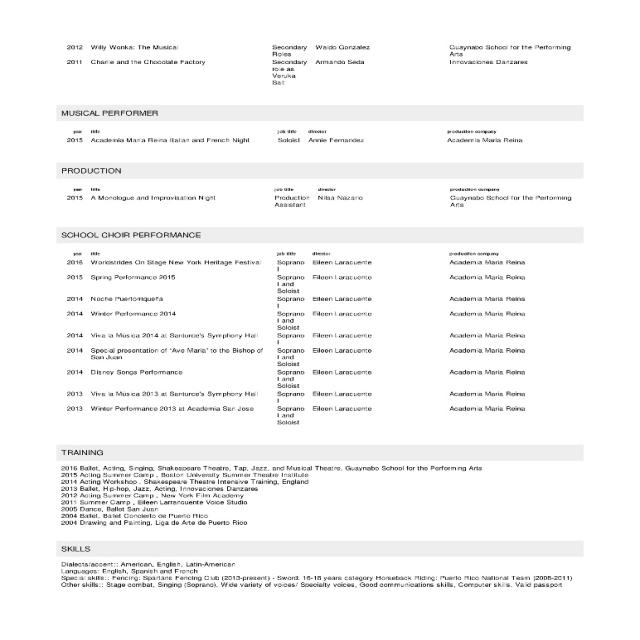 2012 Willy Wonka: The Musical Secondary Roles Waldo Gonzalez Guaynabo School for the Performing Arts
2011 Charlie and the Chocolate Factory Secondary role as Veruka Salt Armando Seda Innovaciones Danzares
MUSICAL PERFORMER
year title job title director production company
2015 Academia Maria Reina Italian and French Night Soloist Annie Fernandez Academia Maria Reina
PRODUCTION
year title job title director production company
2015 A Monologue and Improvisation Night Production Assistant Nilsa Nazario Guaynabo School for the Performing Arts
SCHOOL CHOIR PERFORMANCE
year title job title director production company
2016 Worldstrides On Stage New York Heritage Festival Soprano I Eileen Laracuente Academia Maria Reina
2015 Spring Performance 2015 Soprano I and Soloist Eileen Laracuente Academia Maria Reina
2014 Noche Puertorriqueña Soprano I Eileen Laracuente Academia Maria Reina
2014 Winter Performance 2014 Soprano I and Soloist Eileen Laracuente Academia Maria Reina
2014 Viva la Música 2014 at Santurce's Symphony Hall Soprano I Eileen Laracuente Academia Maria Reina
2014 Special presentation of "Ave Maria" to the Bishop of San Juan Soprano I and Soloist Eileen Laracuente Academia Maria Reina
2014 Disney Songs Performance Soprano I and Soloist Eileen Laracuente Academia Maria Reina
2013 Viva la Música 2013 at Santurce's Symphony Hall Soprano I Eileen Laracuente Academia Maria Reina
2013 Winter Performance 2013 at Academia San Jose Soprano I and Soloist Eileen Laracuente Academia Maria Reina
TRAINING
2016 Ballet, Acting, Singing, Shakespeare Theatre, Tap, Jazz, and Musical Theatre, Guaynabo School for the Performing Arts
2015 Acting Summer Camp , Boston University Summer Theatre Institute
2014 Acting Workshop , Shakespeare Theatre Intensive Training, England
2013 Ballet, Hip-hop, Jazz, Acting, Innovaciones Danzares
2012 Acting Summer Camp , New York Film Academy
2011 Summer Camp , Eileen Larrancuente Voice Studio
2005 Dance, Ballet San Juan
2004 Ballet, Ballet Concierto de Puerto Rico
2004 Drawing and Painting, Liga de Arte de Puerto Rico
SKILLS
Dialects/accent:: American, English, Latin-American
Languages: English, Spanish and French
Special skills:: Fencing: Spartans Fencing Club (2013-present) - Sword: 16-18 years category Horseback Riding: Puerto Rico National Team (2008-2011)
Other skills:: Stage combat, Singing (Soprano), Wide variety of voices/ Specialty voices, Good communications skills, Computer skills, Valid passport